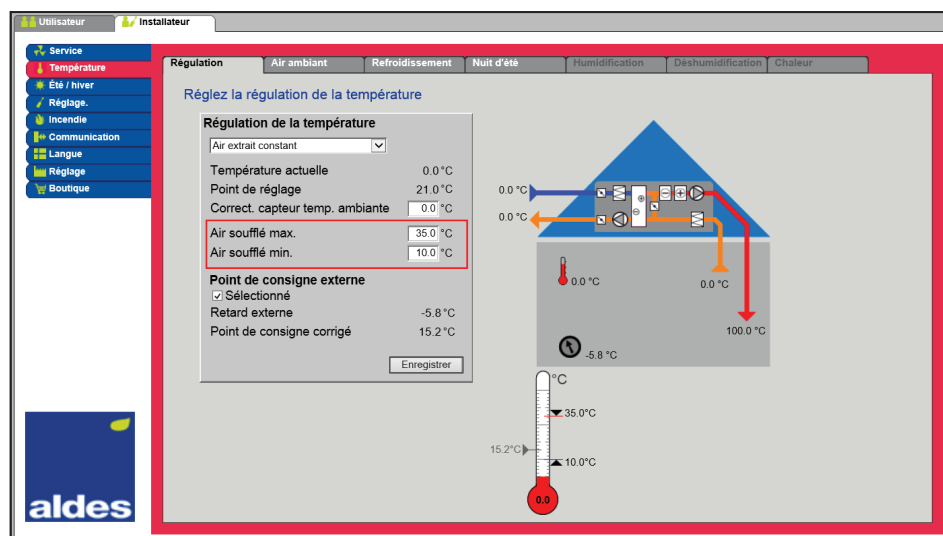 Utilisateur
Installateur
Service
Température
Été / hiver
Réglage.
Incendie
Communication
Langue
Réglage
Boutique
Régulation
Air ambiant
Refroidissement
Nuit d'été
Humidification
Déshumidification
Chaleur
Réglez la régulation de la température
Régulation de la température
Air extrait constant
Température actuelle 0.0°C
Point de réglage 21.0°C
Correct. capteur temp. ambiante 0.0 °C
Air soufflé max. 35.0 °C
Air soufflé min. 10.0 °C
Point de consigne externe
Sélectionné
Retard externe -5.8°C
Point de consigne corrigé 15.2°C
Enregistrer
0.0 °C
0.0 °C
0.0 °C
0.0 °C
100.0 °C
-5.8 °C
°C
35.0°C
15.2°C
10.0°C
0.0
aldes